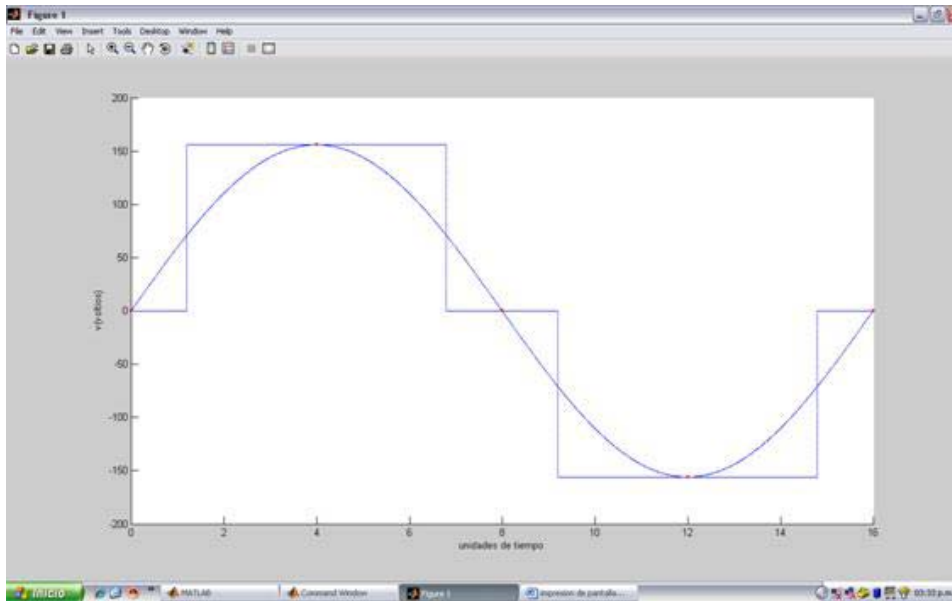 Figure 1
File Edit View Insert Tools Desktop Window Help
200
150
100
50
0
-50
-100
-150
-200
v(voltios)
0 2 4 6 8 10 12 14 16
unidades de tiempo
Inicio
MATLAB
Command Window
Figure 1
impresion de pantalla...
03:33 p.m.